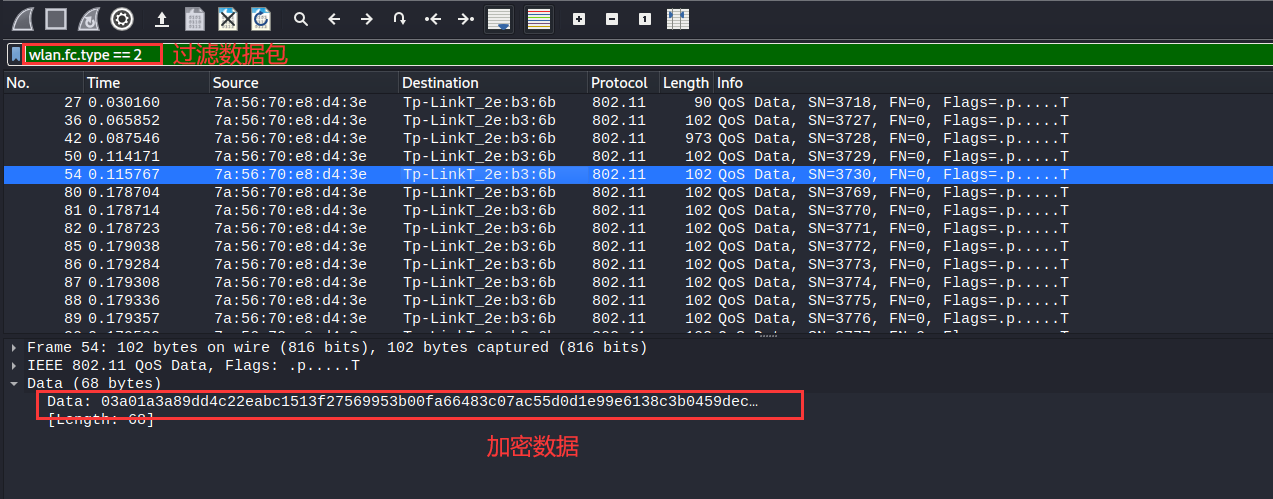 wlan.fc.type == 2 过滤数据包
No. Time Source Destination Protocol Length Info
27 0.030160 7a:56:70:e8:d4:3e Tp-LinkT_2e:b3:6b 802.11 90 QoS Data, SN=3718, FN=0, Flags=.p.....T
36 0.065852 7a:56:70:e8:d4:3e Tp-LinkT_2e:b3:6b 802.11 102 QoS Data, SN=3727, FN=0, Flags=.p.....T
42 0.087546 7a:56:70:e8:d4:3e Tp-LinkT_2e:b3:6b 802.11 973 QoS Data, SN=3728, FN=0, Flags=.p.....T
50 0.114171 7a:56:70:e8:d4:3e Tp-LinkT_2e:b3:6b 802.11 102 QoS Data, SN=3729, FN=0, Flags=.p.....T
54 0.115767 7a:56:70:e8:d4:3e Tp-LinkT_2e:b3:6b 802.11 102 QoS Data, SN=3730, FN=0, Flags=.p.....T
80 0.178704 7a:56:70:e8:d4:3e Tp-LinkT_2e:b3:6b 802.11 102 QoS Data, SN=3769, FN=0, Flags=.p.....T
81 0.178714 7a:56:70:e8:d4:3e Tp-LinkT_2e:b3:6b 802.11 102 QoS Data, SN=3770, FN=0, Flags=.p.....T
82 0.178723 7a:56:70:e8:d4:3e Tp-LinkT_2e:b3:6b 802.11 102 QoS Data, SN=3771, FN=0, Flags=.p.....T
85 0.179038 7a:56:70:e8:d4:3e Tp-LinkT_2e:b3:6b 802.11 102 QoS Data, SN=3772, FN=0, Flags=.p.....T
86 0.179284 7a:56:70:e8:d4:3e Tp-LinkT_2e:b3:6b 802.11 102 QoS Data, SN=3773, FN=0, Flags=.p.....T
87 0.179308 7a:56:70:e8:d4:3e Tp-LinkT_2e:b3:6b 802.11 102 QoS Data, SN=3774, FN=0, Flags=.p.....T
88 0.179336 7a:56:70:e8:d4:3e Tp-LinkT_2e:b3:6b 802.11 102 QoS Data, SN=3775, FN=0, Flags=.p.....T
89 0.179357 7a:56:70:e8:d4:3e Tp-LinkT_2e:b3:6b 802.11 102 QoS Data, SN=3776, FN=0, Flags=.p.....T
Frame 54: 102 bytes on wire (816 bits), 102 bytes captured (816 bits)
IEEE 802.11 QoS Data, Flags: .p.....T
Data (68 bytes)
Data: 03a01a3a89dd4c22eabc1513f27569953b00fa66483c07ac55d0d1e99e6138c3b0459dec…
[Length: 68]
加密数据